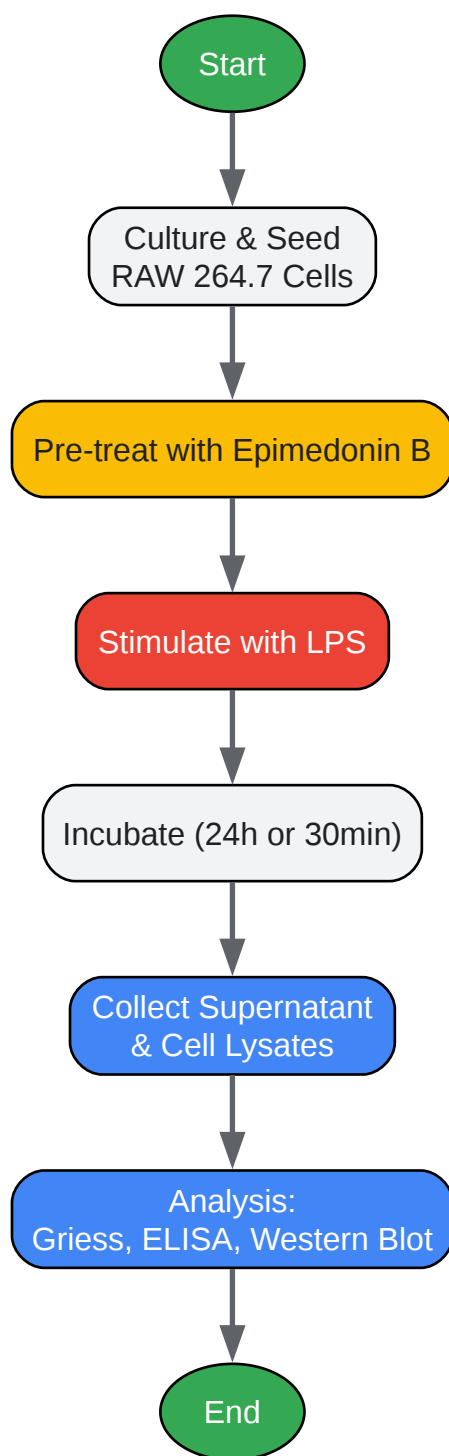 Start
Culture & Seed
RAW 264.7 Cells
Pre-treat with Epimedonin B
Stimulate with LPS
Incubate (24h or 30min)
Collect Supernatant
& Cell Lysates
Analysis:
Griess, ELISA, Western Blot
End